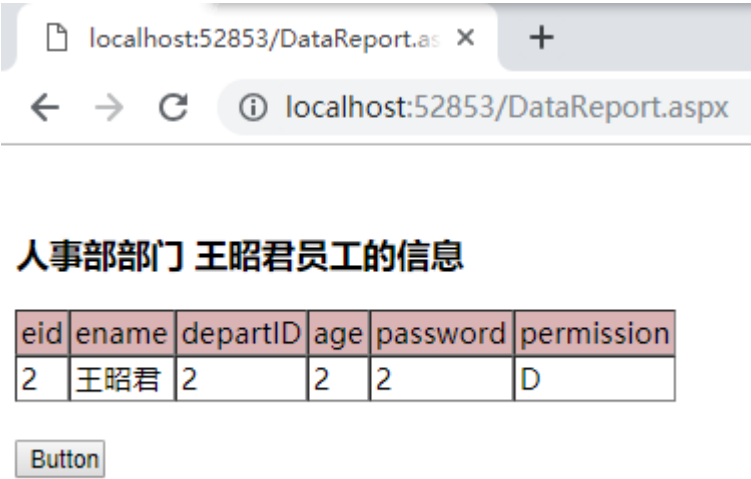 localhost:52853/DataReport.as
localhost:52853/DataReport.aspx
人事部部门 王昭君员工的信息
eid ename departID age password permission
2 王昭君 2 2 2 D
Button